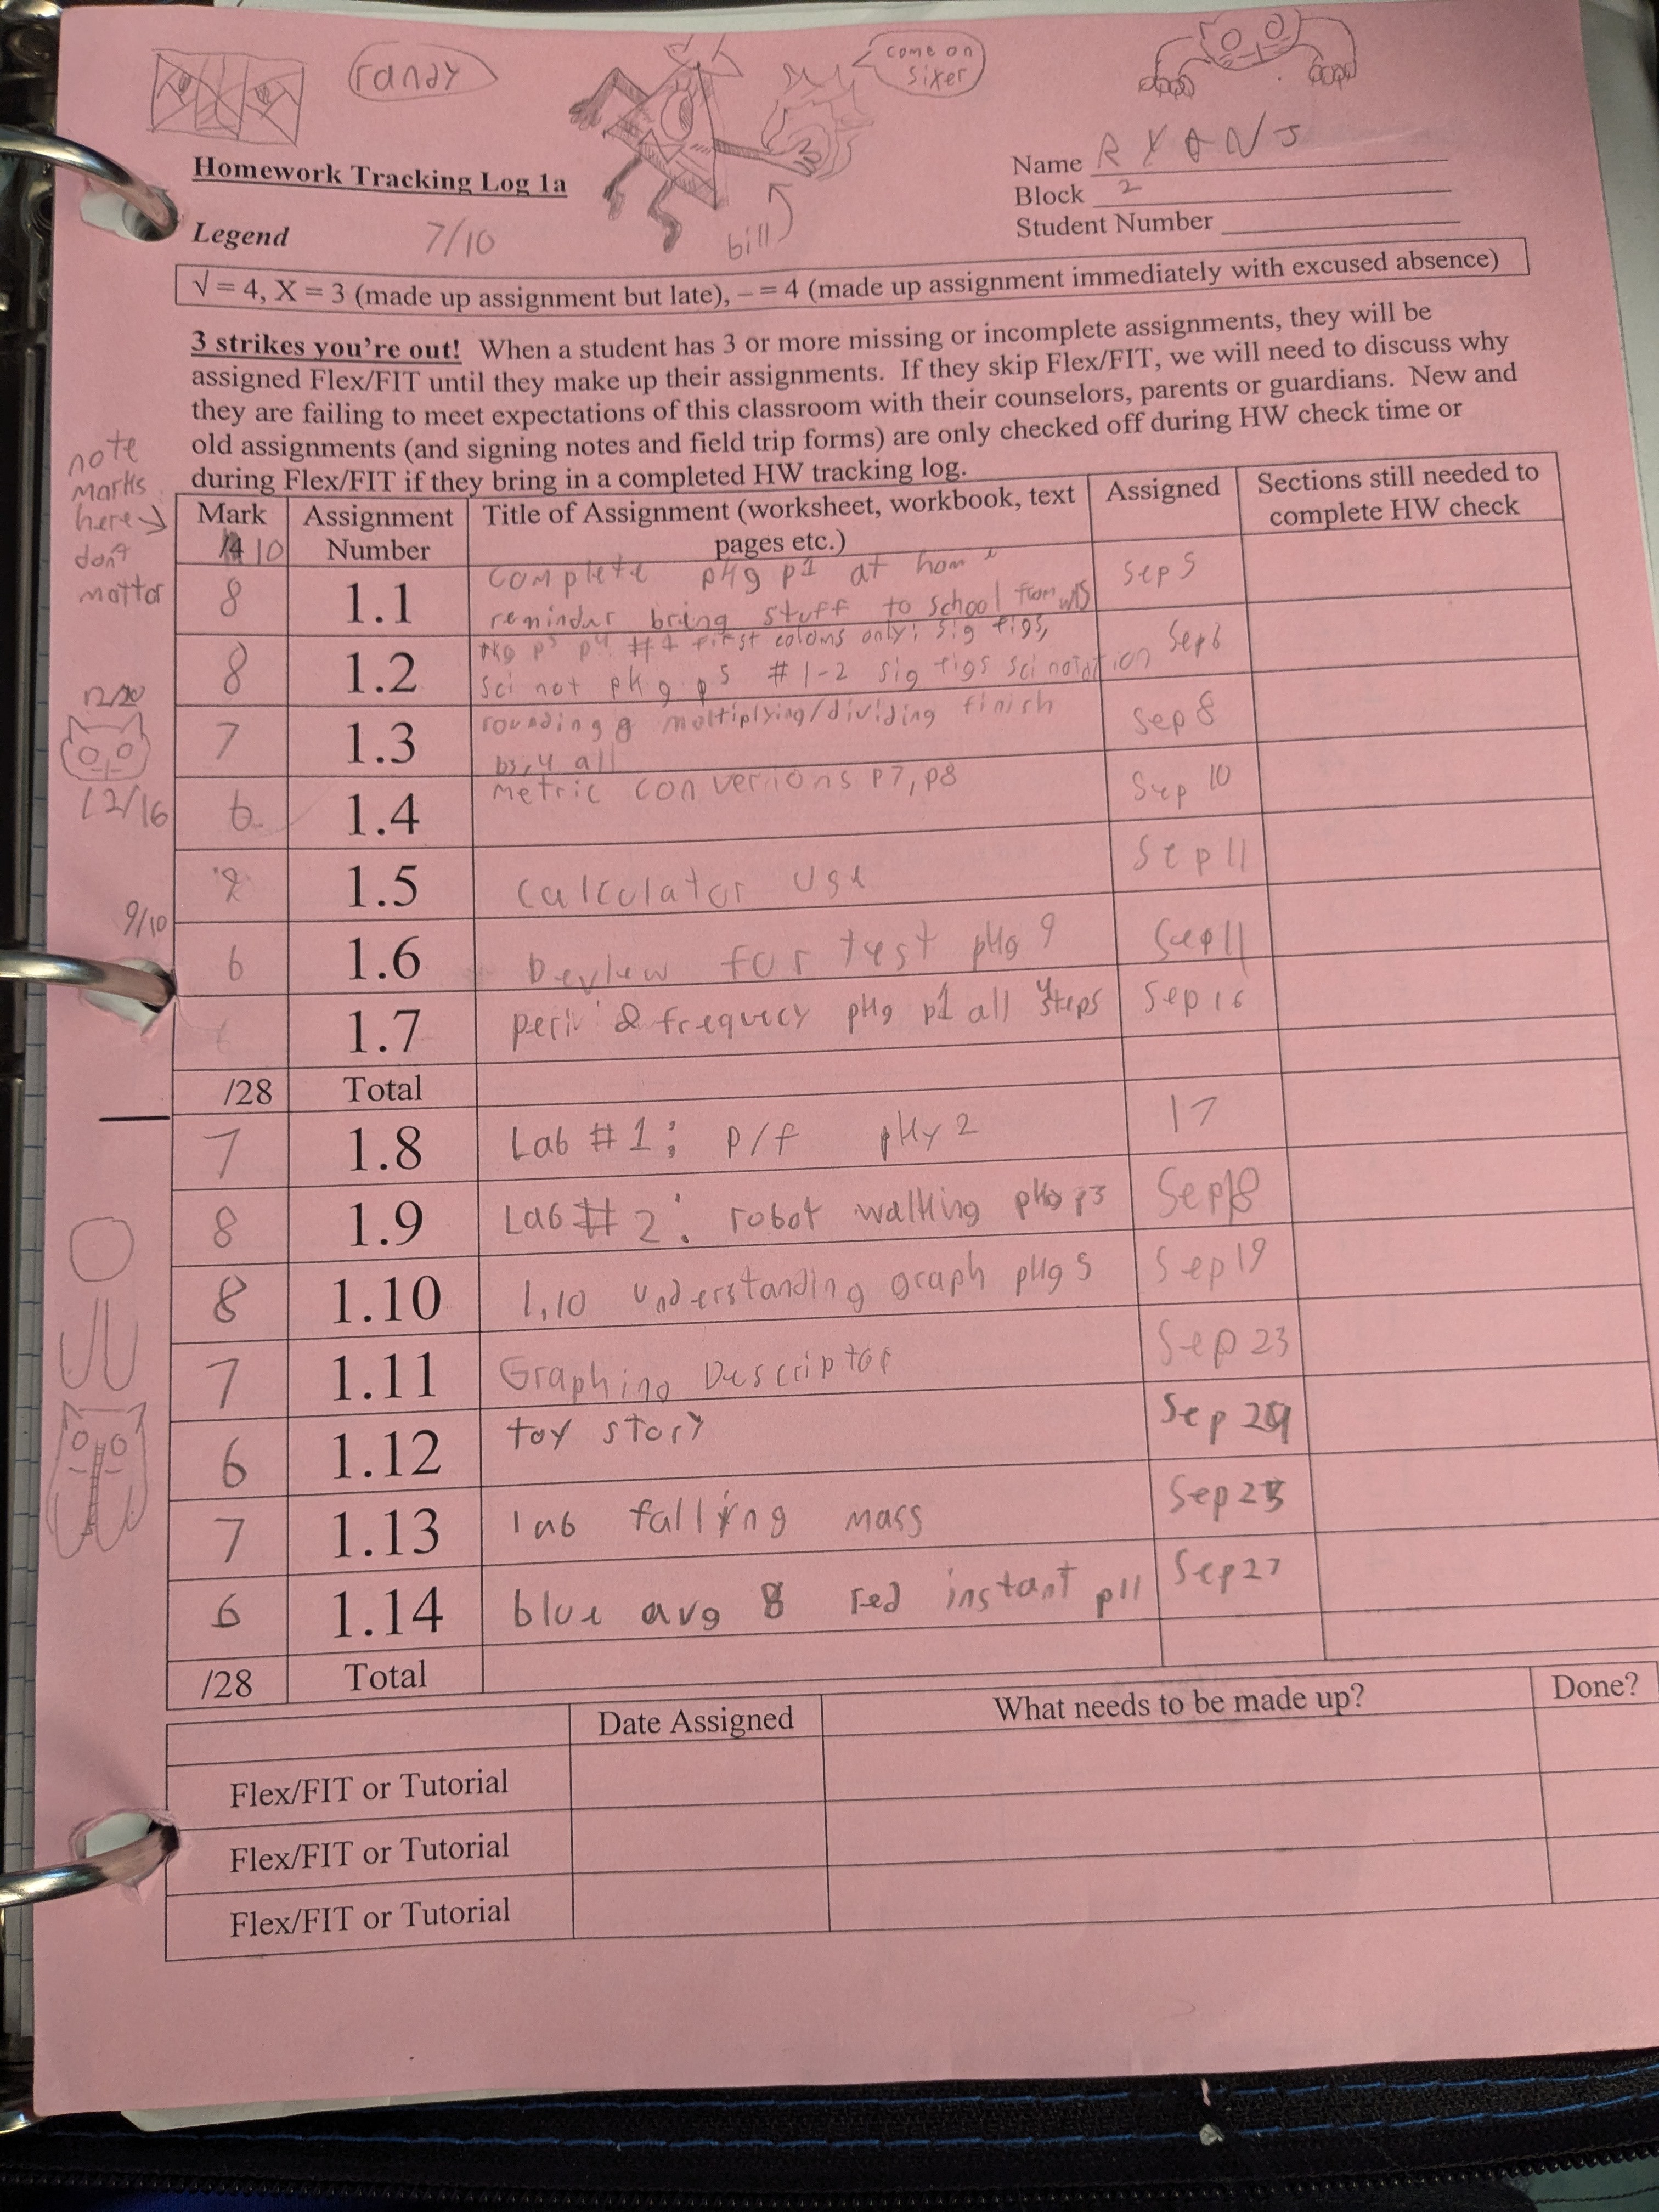 randy
come on
sixer
Homework Tracking Log 1a
Name RYANS
Block 2
Student Number
bill
Legend
7/10
√ = 4, X = 3 (made up assignment but late), – = 4 (made up assignment immediately with excused absence)
3 strikes you're out! When a student has 3 or more missing or incomplete assignments, they will be
assigned Flex/FIT until they make up their assignments. If they skip Flex/FIT, we will need to discuss why
they are failing to meet expectations of this classroom with their counselors, parents or guardians. New and
old assignments (and signing notes and field trip forms) are only checked off during HW check time or
during Flex/FIT if they bring in a completed HW tracking log.
note
marks
here
don't
mattar
Mark
10
Assignment
Number
Title of Assignment (worksheet, workbook, text
pages etc.)
Assigned
Sections still needed to
complete HW check
8 1.1 complete pkg p1 at home Sep 5
remindar bring stuff to school from
8 1.2 first coloms only; sig figs, Sep 6
sci not pkg p5 #1-2 sig figs sci notation
7 1.3 rounding & moltiplying/dividing finish Sep 8
all
6 1.4 metric converions p7, p8 Sep 10
12/16
1.5 calculator use Sep 11
9/10
6 1.6 Deview for test pkg 9 Sep 11
1.7 & frequecy pkg p1 all 4 steps Sep 16
/28 Total
7 1.8 Lab #1; P/f pkg 2 17
8 1.9 Lab # 2: robot walking pkg p3 Sep 18
8 1.10 1.10 understanding graph pkg 5 Sep 19
7 1.11 Graphing Descriptor Sep 23
6 1.12 toy story Sep 24
7 1.13 lab falling mass Sep 25
6 1.14 blue avg & red instant p11 Sep 27
/28 Total
Date Assigned
What needs to be made up?
Done?
Flex/FIT or Tutorial
Flex/FIT or Tutorial
Flex/FIT or Tutorial